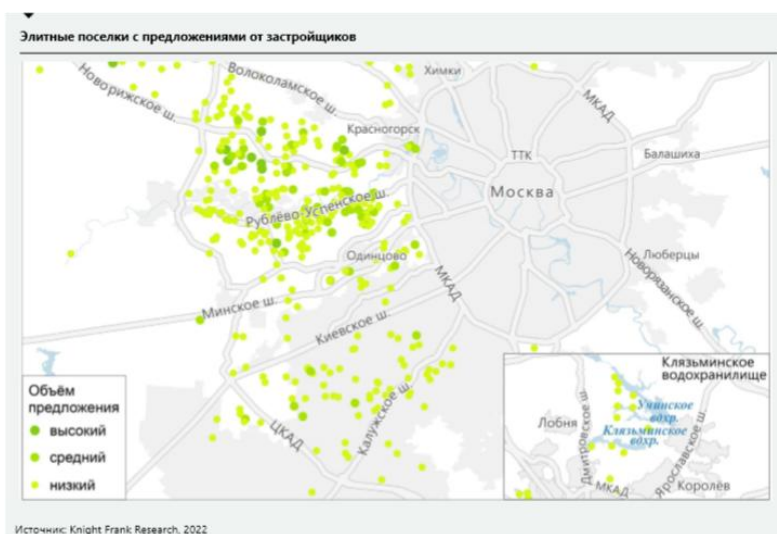 Элитные поселки с предложениями от застройщиков
Волоколамское ш.
Химки
Новорижское ш.
МКАД
Красногорск
ТТК
Балашиха
Москва
Рублёво-Успенское ш.
Одинцово
МКАД
Люберцы
Новорязанское ш.
Минское ш.
Киевское ш.
Калужское ш.
ЦКАД
Объём
предложения
высокий
средний
низкий
Клязьминское
водохранилище
Учинское
вдхр.
Лобня
Клязьминское
вдхр.
Дмитровское ш.
Ярославское ш.
МКАД
Королёв
Источник: Knight Frank Research, 2022